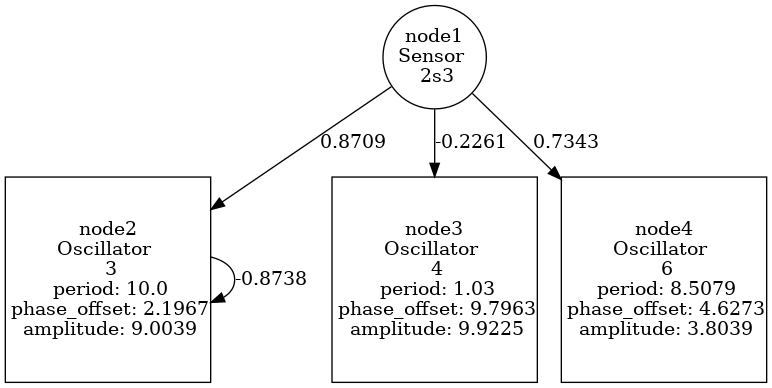 node1
Sensor
2s3
0.8709
-0.2261
0.7343
node2
Oscillator
3
period: 10.0
phase_offset: 2.1967
amplitude: 9.0039
-0.8738
node3
Oscillator
4
period: 1.03
phase_offset: 9.7963
amplitude: 9.9225
node4
Oscillator
6
period: 8.5079
phase_offset: 4.6273
amplitude: 3.8039